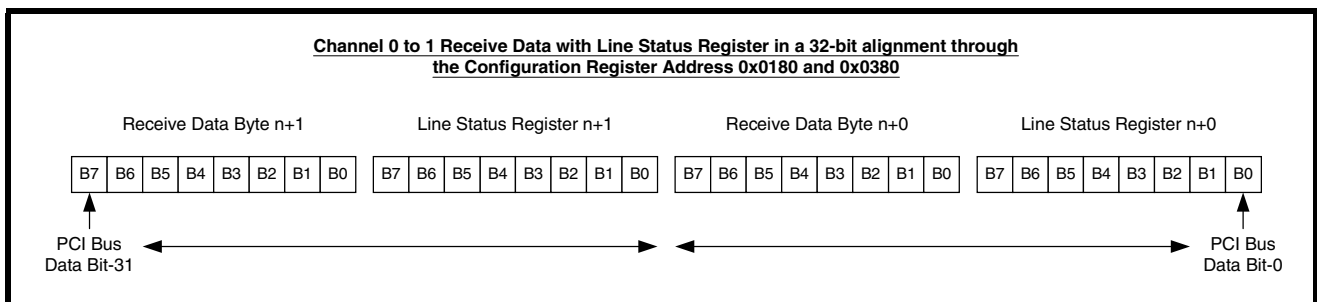 Channel 0 to 1 Receive Data with Line Status Register in a 32-bit alignment through
the Configuration Register Address 0x0180 and 0x0380
Receive Data Byte n+1 Line Status Register n+1 Receive Data Byte n+0 Line Status Register n+0
B7 B6 B5 B4 B3 B2 B1 B0 B7 B6 B5 B4 B3 B2 B1 B0 B7 B6 B5 B4 B3 B2 B1 B0 B7 B6 B5 B4 B3 B2 B1 B0
PCI Bus PCI Bus
Data Bit-31 Data Bit-0